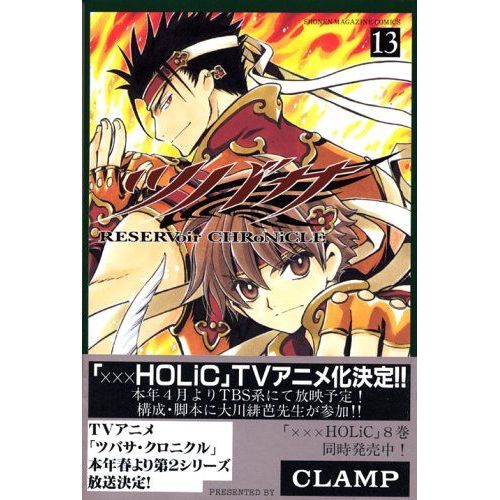 SHONEN MAGAZINE COMICS
13
ツバサ
RESERVoir CHRoNiCLE
「×××HOLiC」TVアニメ化決定!!
本年4月よりTBS系にて放映予定！
構成・脚本に大川緋芭先生が参加!!
TVアニメ
「ツバサ・クロニクル」
本年春より第2シリーズ
放送決定!
「×××HOLiC」8巻
同時発売中！
PRESENTED BY CLAMP